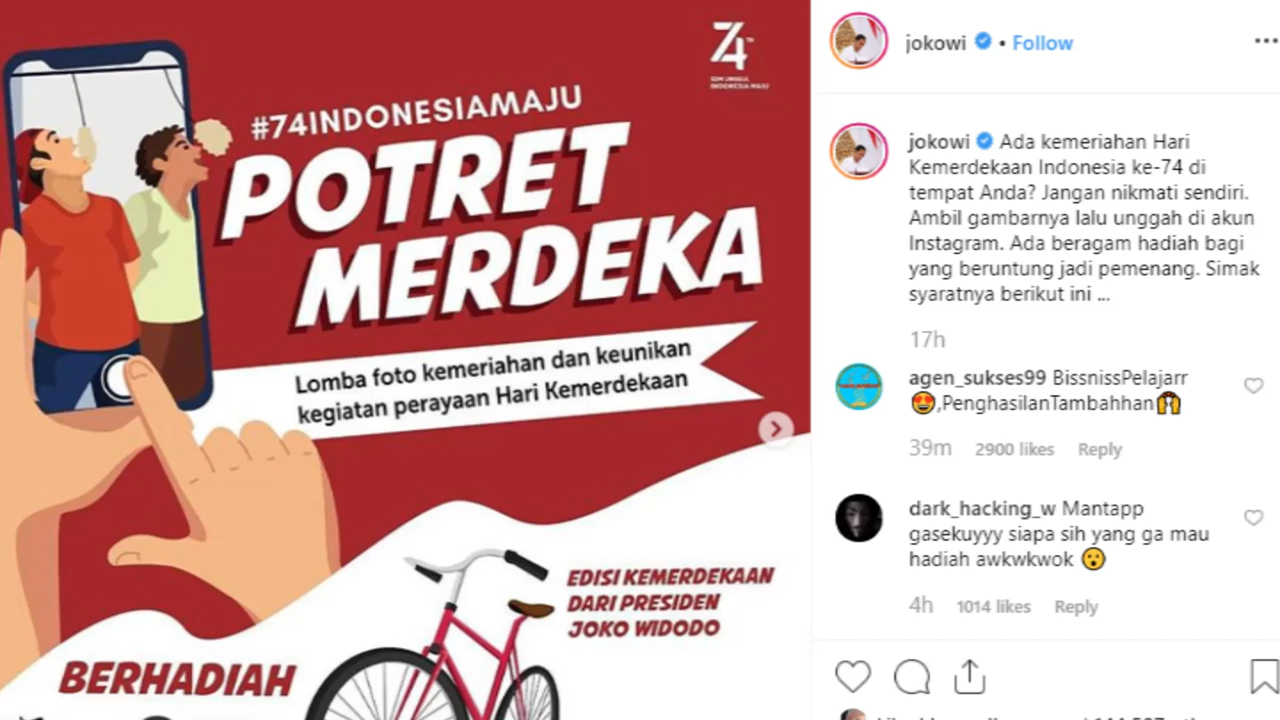 74
SDM UNGGUL
INDONESIA MAJU
#74INDONESIAMAJU
POTRET
MERDEKA
Lomba foto kemeriahan dan keunikan
kegiatan perayaan Hari Kemerdekaan
EDISI KEMERDEKAAN
DARI PRESIDEN
JOKO WIDODO
BERHADIAH
jokowi • Follow
jokowi Ada kemeriahan Hari
Kemerdekaan Indonesia ke-74 di
tempat Anda? Jangan nikmati sendiri.
Ambil gambarnya lalu unggah di akun
Instagram. Ada beragam hadiah bagi
yang beruntung jadi pemenang. Simak
syaratnya berikut ini ...
17h
agen_sukses99 BissnissPelajarr
😍,PenghasilanTambahhan🙌
39m 2900 likes Reply
dark_hacking_w Mantapp
gasekuyyy siapa sih yang ga mau
hadiah awkwkwok 😮
4h 1014 likes Reply